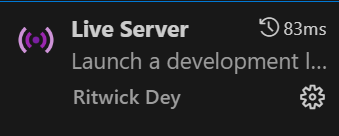 Live Server 83ms
Launch a development l...
Ritwick Dey